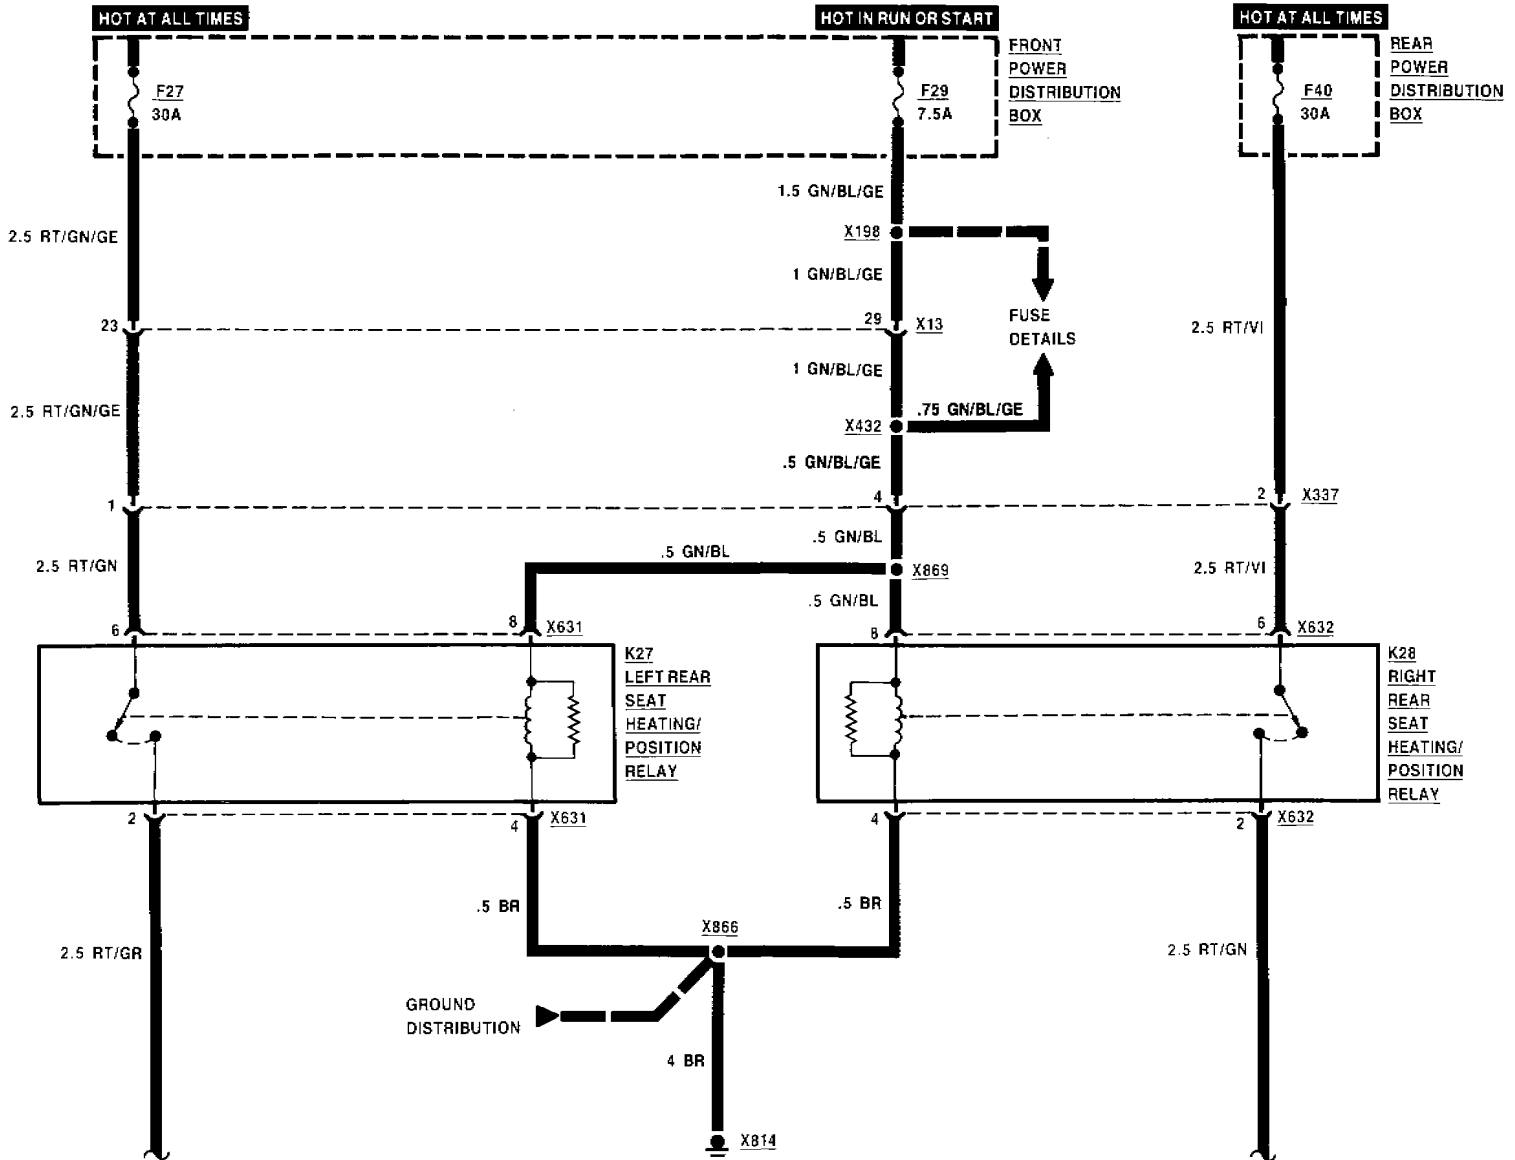 HOT AT ALL TIMES
HOT IN RUN OR START
HOT AT ALL TIMES
F27
30A
F29
7.5A
FRONT
POWER
DISTRIBUTION
BOX
F40
30A
REAR
POWER
DISTRIBUTION
BOX
1.5 GN/BL/GE
2.5 RT/GN/GE
X198
1 GN/BL/GE
FUSE
DETAILS
23
29
X13
2.5 RT/VI
1 GN/BL/GE
2.5 RT/GN/GE
X432
.75 GN/BL/GE
.5 GN/BL/GE
1
4
2
X337
.5 GN/BL
.5 GN/BL
2.5 RT/GN
X869
2.5 RT/VI
.5 GN/BL
6
8
X631
8
6
X632
K27
LEFT REAR
SEAT
HEATING/
POSITION
RELAY
K28
RIGHT
REAR
SEAT
HEATING/
POSITION
RELAY
2
4
X631
4
2
X632
.5 BR
.5 BR
X866
2.5 RT/GR
2.5 RT/GN
GROUND
DISTRIBUTION
4 BR
X814